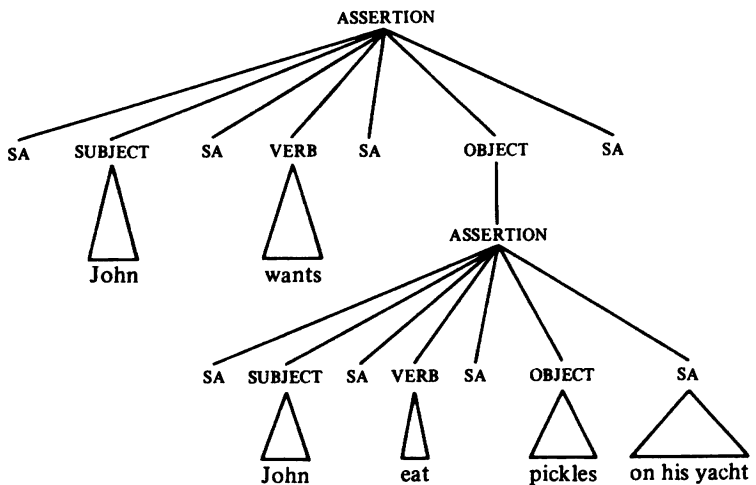 ASSERTION
SA SUBJECT SA VERB SA OBJECT SA
John wants
ASSERTION
SA SUBJECT SA VERB SA OBJECT SA
John eat pickles on his yacht